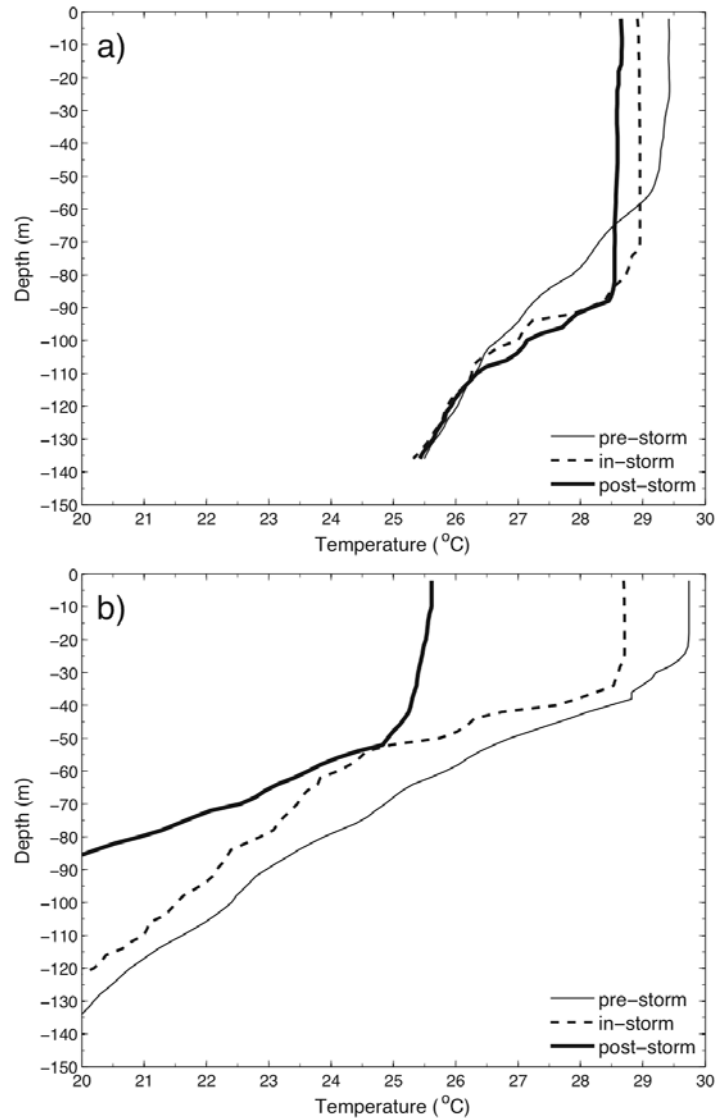 0
a)
−10
−20
−30
−40
−50
−60
−70
Depth (m)
−80
−90
−100
−110
−120
−130
−140
−150
pre−storm
in−storm
post−storm
20 21 22 23 24 25 26 27 28 29 30
Temperature (°C)
0
b)
−10
−20
−30
−40
−50
−60
−70
Depth (m)
−80
−90
−100
−110
−120
−130
−140
−150
pre−storm
in−storm
post−storm
20 21 22 23 24 25 26 27 28 29 30
Temperature (°C)